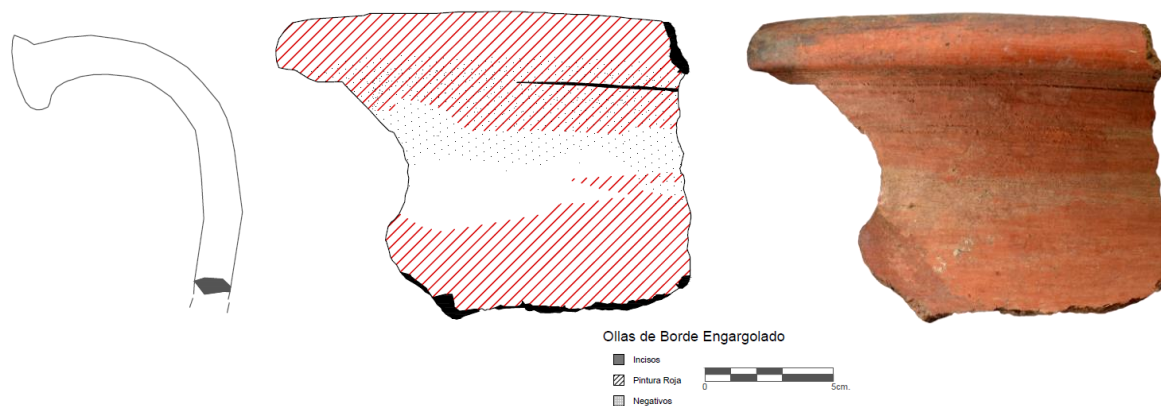 Ollas de Borde Engargolado
Incisos
Pintura Roja
Negativos
0 5cm.